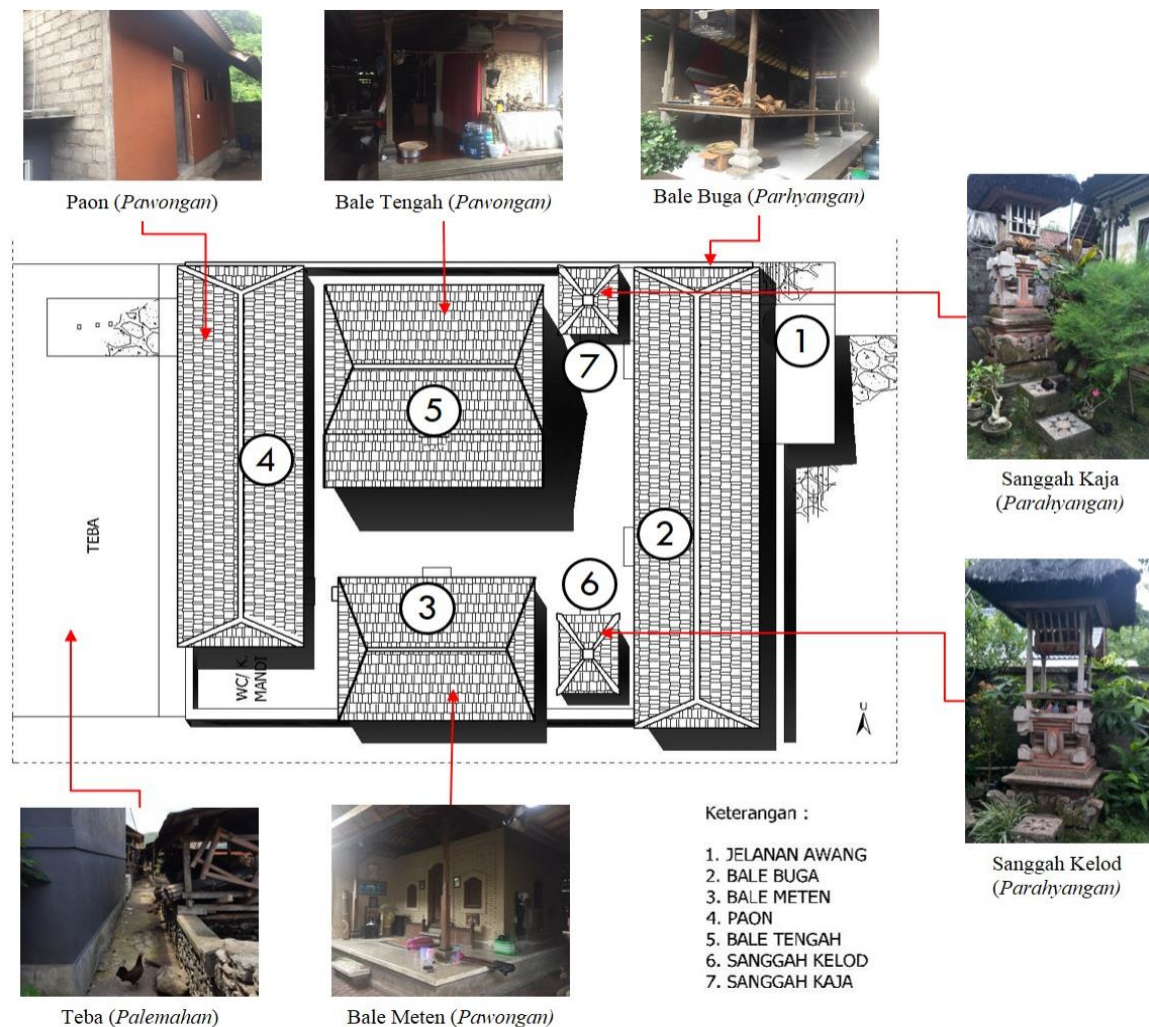 Paon (Pawongan)
Bale Tengah (Pawongan)
Bale Buga (Parhyangan)
1
7
Sanggah Kaja
(Parahyangan)
5
4
2
TEBA
6
3
WC/ K.
MANDI
U
Keterangan :
1. JELANAN AWANG
2. BALE BUGA
3. BALE METEN
4. PAON
5. BALE TENGAH
6. SANGGAH KELOD
7. SANGGAH KAJA
Sanggah Kelod
(Parahyangan)
Teba (Palemahan)
Bale Meten (Pawongan)